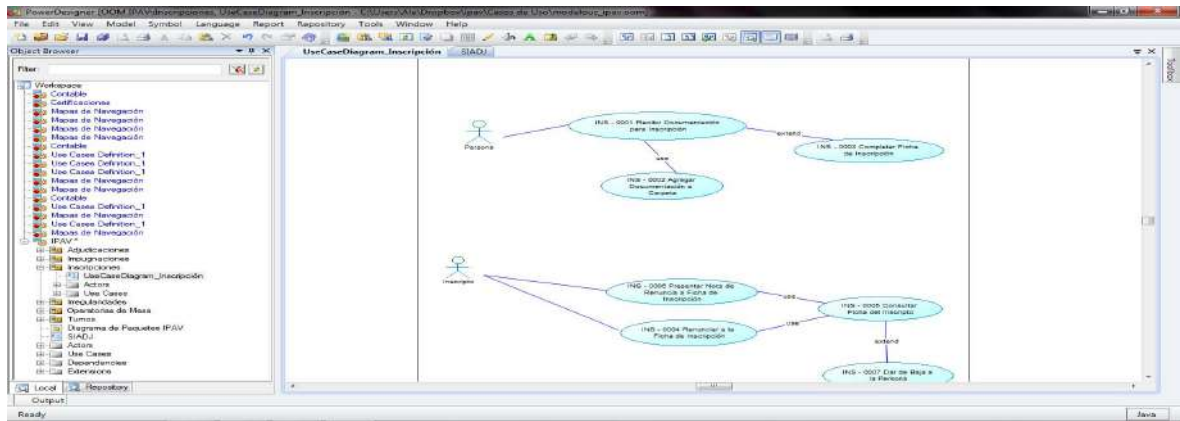 PowerDesigner [OOM IPAV\Inscripciones, UseCaseDiagram_Inscripción - C:\Users\Ale\Dropbox\ipav\Casos de Uso\modelouc_ipav.oom]
File Edit View Model Symbol Language Report Repository Tools Window Help
Object Browser
UseCaseDiagram_Inscripción SIADJ
Toolbox
Filter:
Workspace
Contable
Certificaciones
Mapas de Navegación
Mapas de Navegación
Mapas de Navegación
Mapas de Navegación
Contable
Use Cases Definition_1
Use Cases Definition_1
Use Cases Definition_1
Mapas de Navegación
Mapas de Navegación
Contable
Use Cases Definition_1
Mapas de Navegación
Use Cases Definition_1
Mapas de Navegación
IPAV *
Adjudicaciones
Impugnaciones
Inscripciones
UseCaseDiagram_Inscripción
Actors
Use Cases
Irregularidades
Operatorias de Mesa
Turnos
Diagrama de Paquetes IPAV
SIADJ
Actors
Use Cases
Dependencies
Extensions
Local Repository
Output
Ready
Java
Persona
INS - 0001 Recibir Documentación
para Inscripción
extend
INS - 0003 Completar Ficha
de Inscripción
use
INS - 0002 Agregar
Documentación a
Carpeta
Inscripto
INS - 0006 Presentar Nota de
Renuncia a Ficha de
Inscripción
use
INS - 0005 Consultar
Ficha del Inscripto
INS - 0004 Renunciar a la
Ficha de Inscripción
use
extend
INS - 0007 Dar de Baja a
la Persona